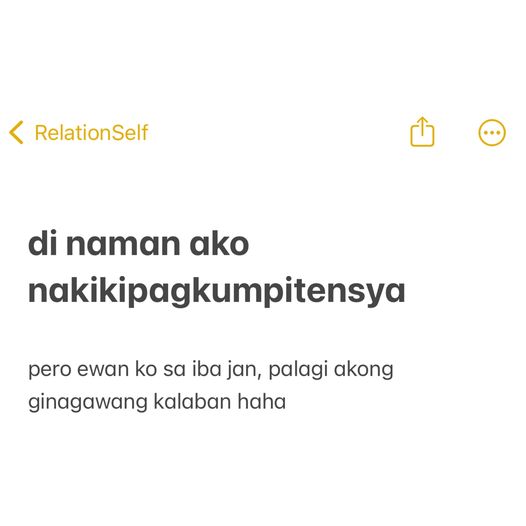 RelationSelf
di naman ako
nakikipagkumpitensya
pero ewan ko sa iba jan, palagi akong
ginagawang kalaban haha